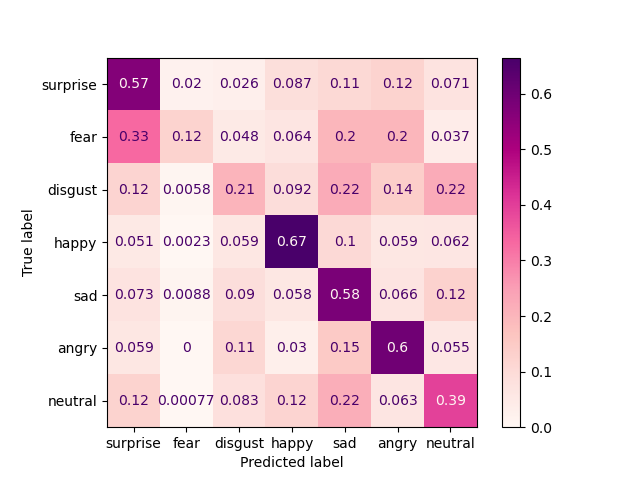 surprise 0.57 0.02 0.026 0.087 0.11 0.12 0.071
fear 0.33 0.12 0.048 0.064 0.2 0.2 0.037
disgust 0.12 0.0058 0.21 0.092 0.22 0.14 0.22
happy 0.051 0.0023 0.059 0.67 0.1 0.059 0.062
sad 0.073 0.0088 0.09 0.058 0.58 0.066 0.12
angry 0.059 0 0.11 0.03 0.15 0.6 0.055
neutral 0.12 0.00077 0.083 0.12 0.22 0.063 0.39
surprise fear disgust happy sad angry neutral
Predicted label
True label
0.6
0.5
0.4
0.3
0.2
0.1
0.0